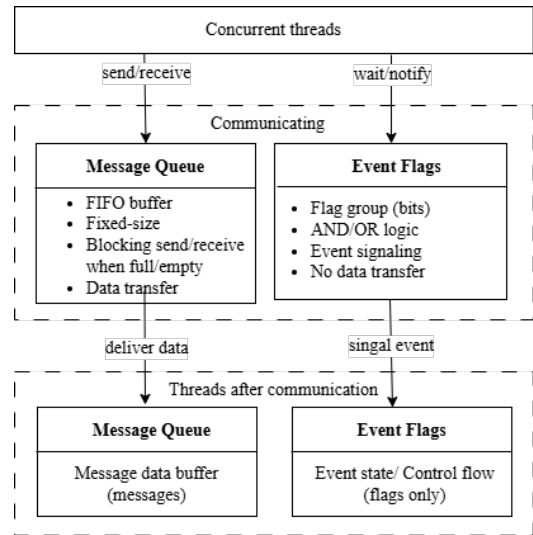 Concurrent threads
send/receive
wait/notify
Communicating
Message Queue
• FIFO buffer
• Fixed-size
• Blocking send/receive
when full/empty
• Data transfer
Event Flags
• Flag group (bits)
• AND/OR logic
• Event signaling
• No data transfer
deliver data
singal event
Threads after communication
Message Queue
Message data buffer
(messages)
Event Flags
Event state/ Control flow
(flags only)